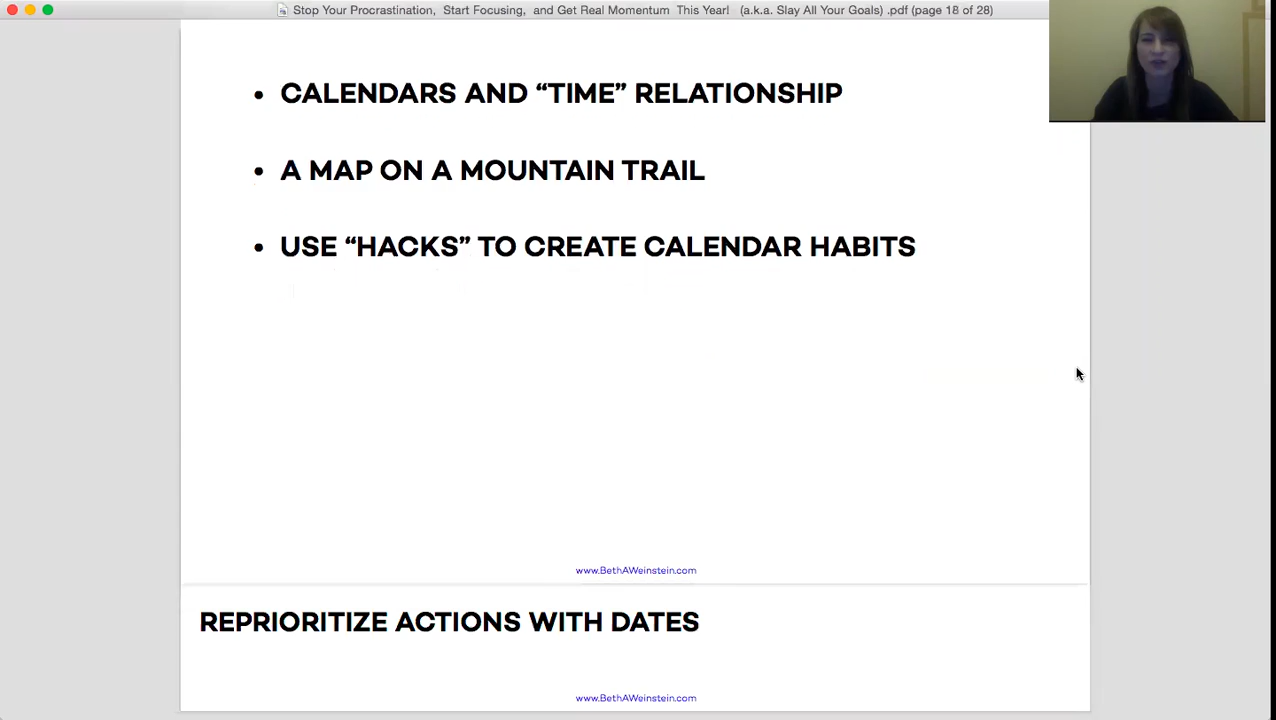 Stop Your Procrastination, Start Focusing, and Get Real Momentum This Year! (a.k.a. Slay All Your Goals) .pdf (page 18 of 28)
• CALENDARS AND “TIME” RELATIONSHIP
• A MAP ON A MOUNTAIN TRAIL
• USE “HACKS” TO CREATE CALENDAR HABITS
www.BethAWeinstein.com
REPRIORITIZE ACTIONS WITH DATES
www.BethAWeinstein.com